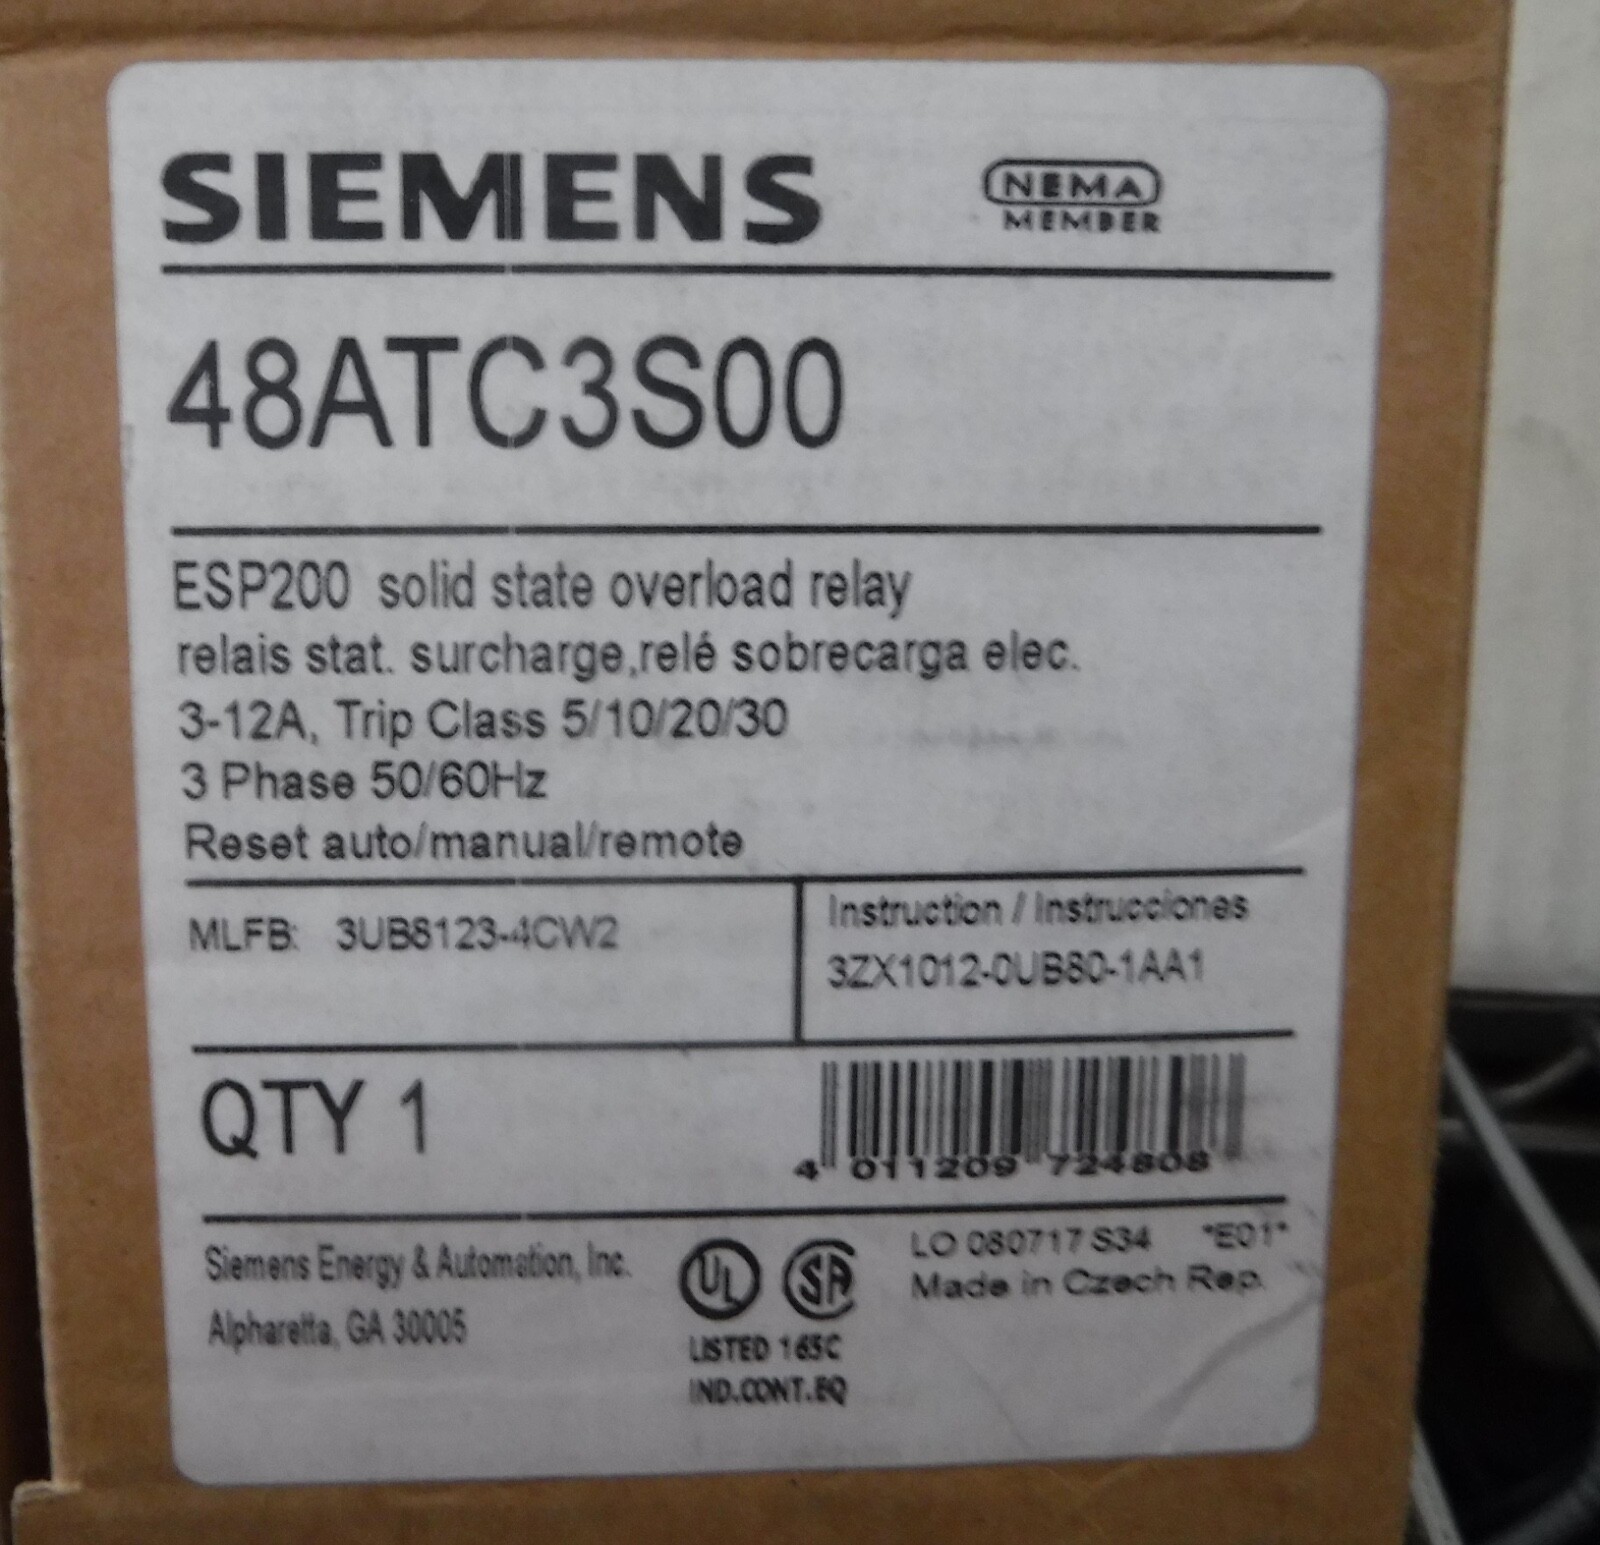 SIEMENS
NEMA
MEMBER
48ATC3S00
ESP200 solid state overload relay
relais stat. surcharge,relé sobrecarga elec.
3-12A, Trip Class 5/10/20/30
3 Phase 50/60Hz
Reset auto/manual/remote
MLFB: 3UB8123-4CW2
Instruction / Instrucciones
3ZX1012-0UB80-1AA1
QTY 1
4 011209 724808
Siemens Energy & Automation, Inc.
Alpharetta, GA 30005
UL
SA
LISTED 165C
IND.CONT.EQ
LO 080717 S34 *E01*
Made in Czech Rep.